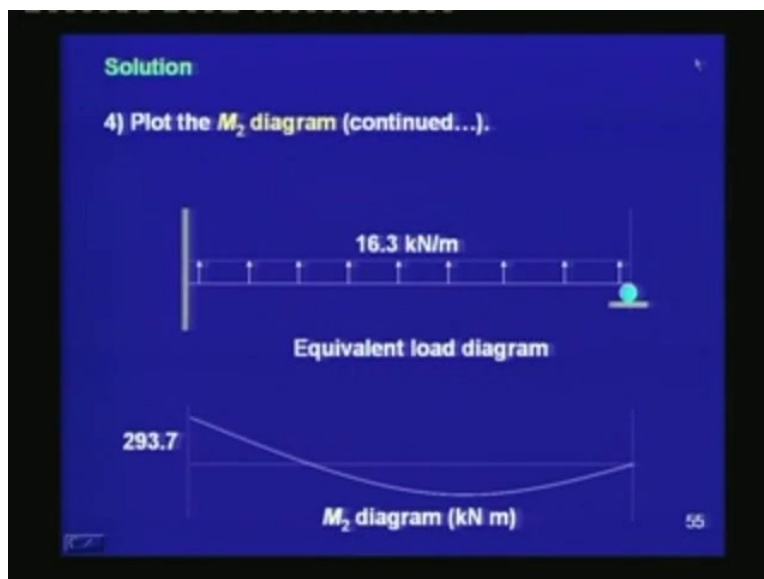 Solution
4) Plot the M₂ diagram (continued...).
16.3 kN/m
Equivalent load diagram
293.7
M₂ diagram (kN m)
55